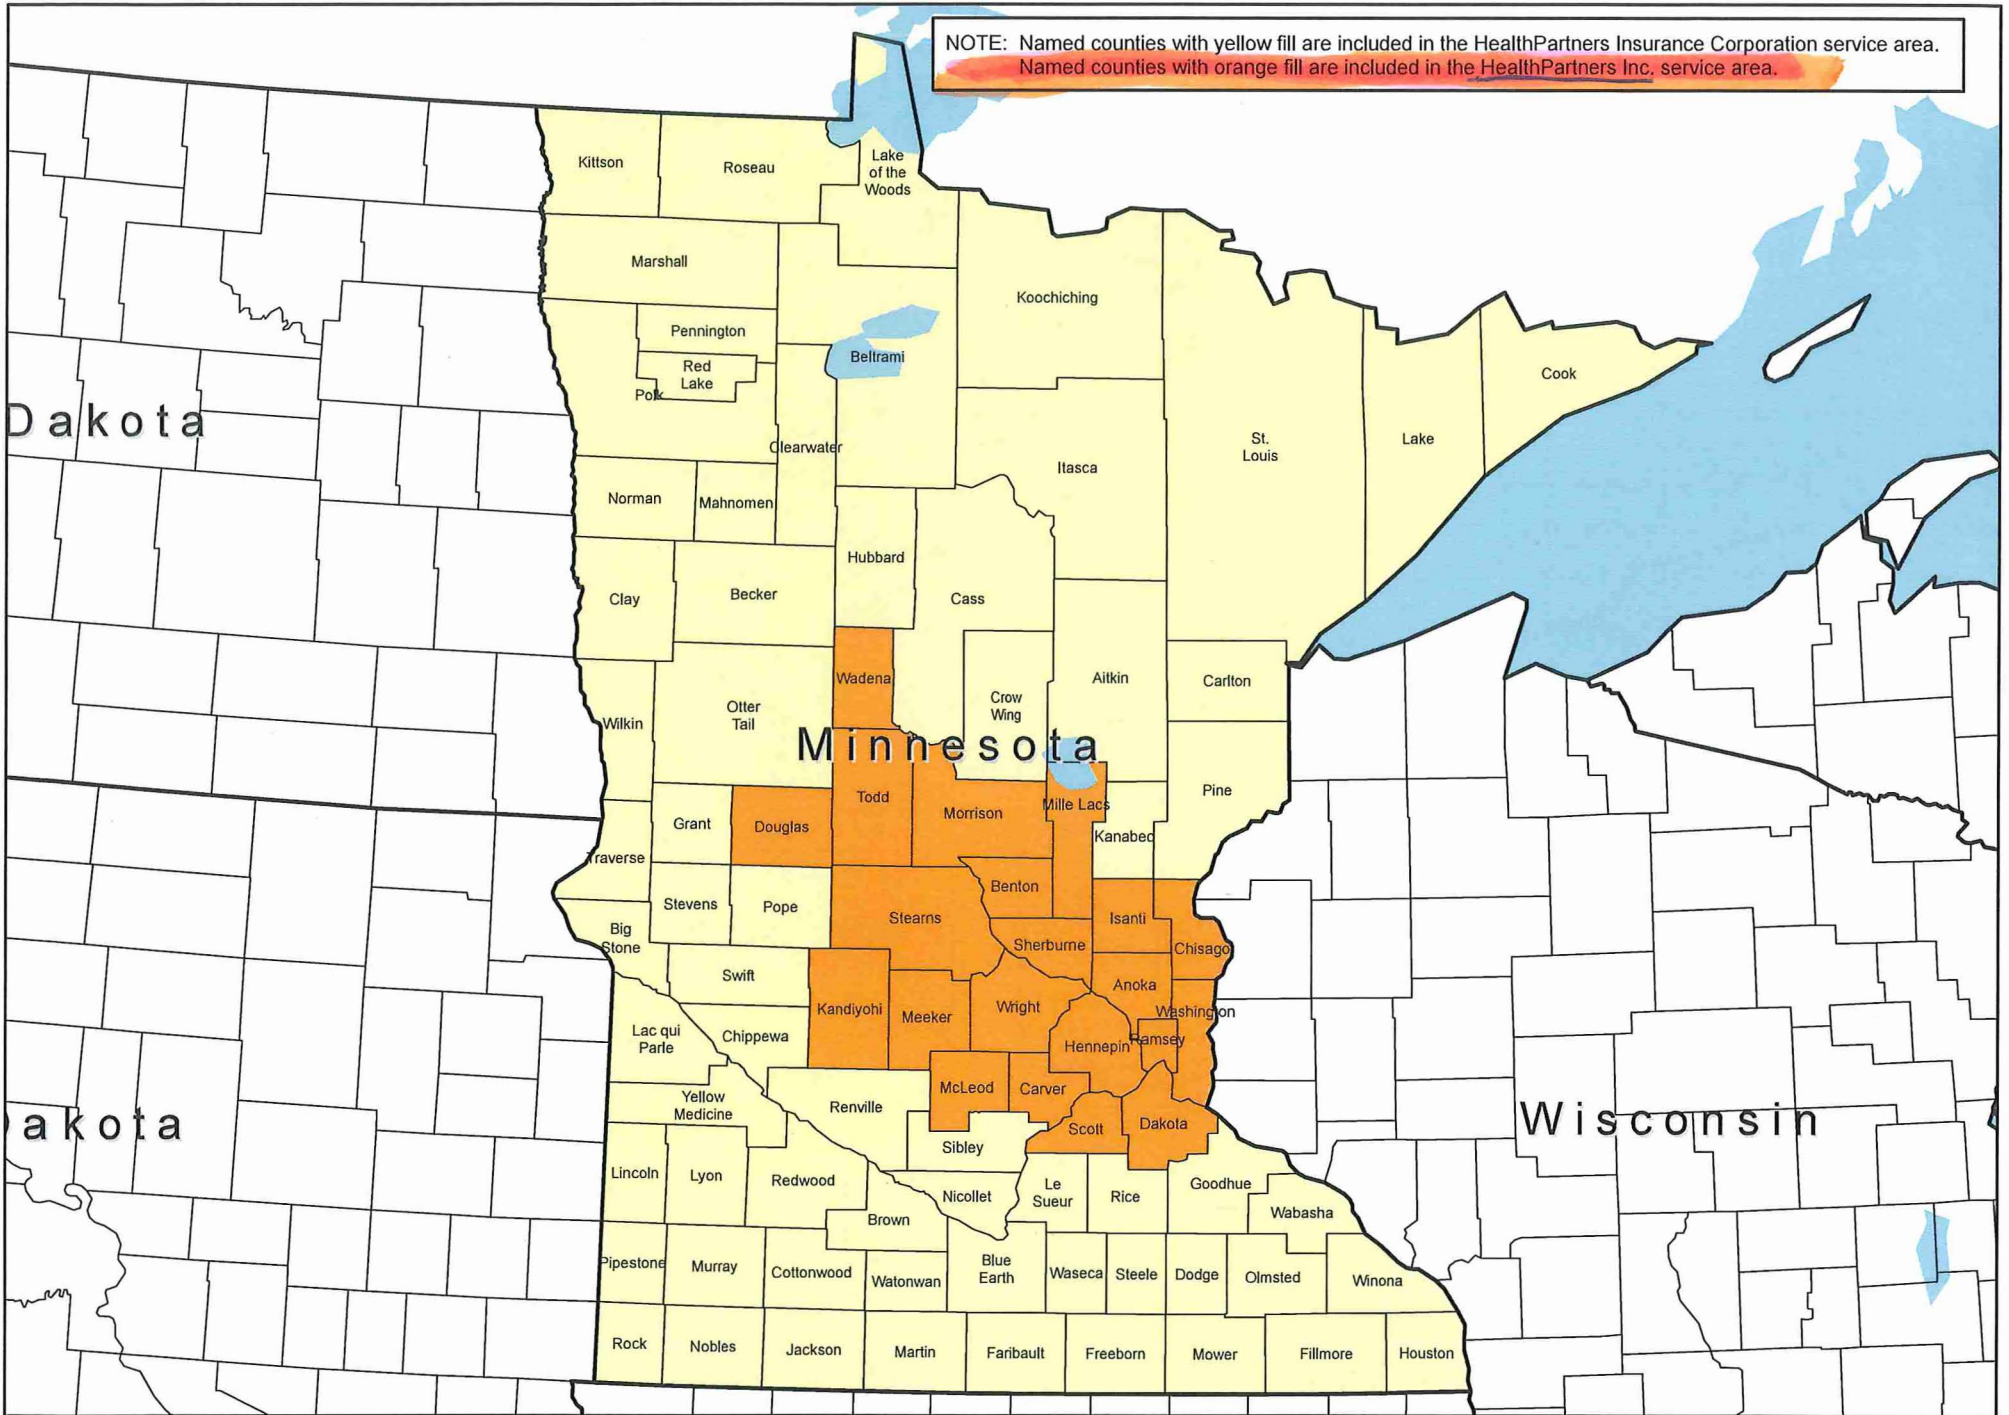 NOTE: Named counties with yellow fill are included in the HealthPartners Insurance Corporation service area.
Named counties with orange fill are included in the HealthPartners Inc. service area.
Kittson
Roseau
Lake
of the
Woods
Marshall
Koochiching
Pennington
Beltrami
Red
Lake
Polk
Cook
Dakota
Clearwater
St.
Louis
Lake
Itasca
Norman
Mahnomen
Hubbard
Clay
Becker
Cass
Wadena
Aitkin
Carlton
Crow
Wing
Otter
Tail
Wilkin
Minnesota
Pine
Todd
Mille Lacs
Morrison
Grant
Douglas
Kanabec
Traverse
Benton
Stevens
Pope
Stearns
Isanti
Big
Stone
Sherburne
Chisago
Swift
Anoka
Kandiyohi
Wright
Washington
Meeker
Lac qui
Parle
Chippewa
Hennepin
Ramsey
McLeod
Carver
Yellow
Medicine
Renville
Dakota
Wisconsin
Scott
Dakota
Sibley
Lincoln
Lyon
Redwood
Le
Sueur
Rice
Goodhue
Nicollet
Wabasha
Brown
Pipestone
Murray
Cottonwood
Watonwan
Blue
Earth
Waseca
Steele
Dodge
Olmsted
Winona
Rock
Nobles
Jackson
Martin
Faribault
Freeborn
Mower
Fillmore
Houston